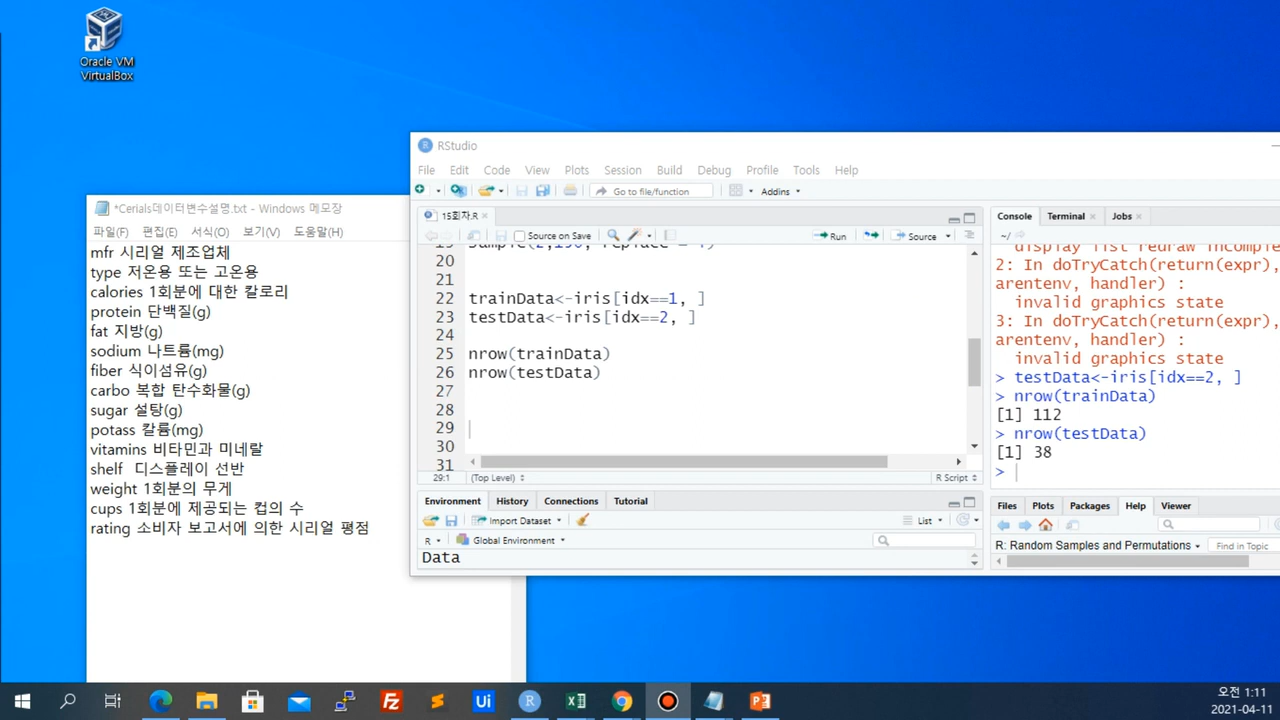 Oracle VM
VirtualBox
*Cerials데이터변수설명.txt - Windows 메모장
파일(F) 편집(E) 서식(O) 보기(V) 도움말(H)
mfr 시리얼 제조업체
type 저온용 또는 고온용
calories 1회분에 대한 칼로리
protein 단백질(g)
fat 지방(g)
sodium 나트륨(mg)
fiber 식이섬유(g)
carbo 복합 탄수화물(g)
sugar 설탕(g)
potass 칼륨(mg)
vitamins 비타민과 미네랄
shelf 디스플레이 선반
weight 1회분의 무게
cups 1회분에 제공되는 컵의 수
rating 소비자 보고서에 의한 시리얼 평점
RStudio
File Edit Code View Plots Session Build Debug Profile Tools Help
Go to file/function Addins
15회차.R
Source on Save Run Source
20
21
22 trainData<-iris[idx==1, ]
23 testData<-iris[idx==2, ]
24
25 nrow(trainData)
26 nrow(testData)
27
28
29
30
31
29:1 (Top Level) R Script
Environment History Connections Tutorial
Import Dataset List
R Global Environment
Data
Console Terminal Jobs
~/
display list redraw incomple
2: In doTryCatch(return(expr),
arentenv, handler) :
invalid graphics state
3: In doTryCatch(return(expr),
arentenv, handler) :
invalid graphics state
> testData<-iris[idx==2, ]
> nrow(trainData)
[1] 112
> nrow(testData)
[1] 38
>
Files Plots Packages Help Viewer
R: Random Samples and Permutations Find in Topic
Ui
오전 1:11
2021-04-11